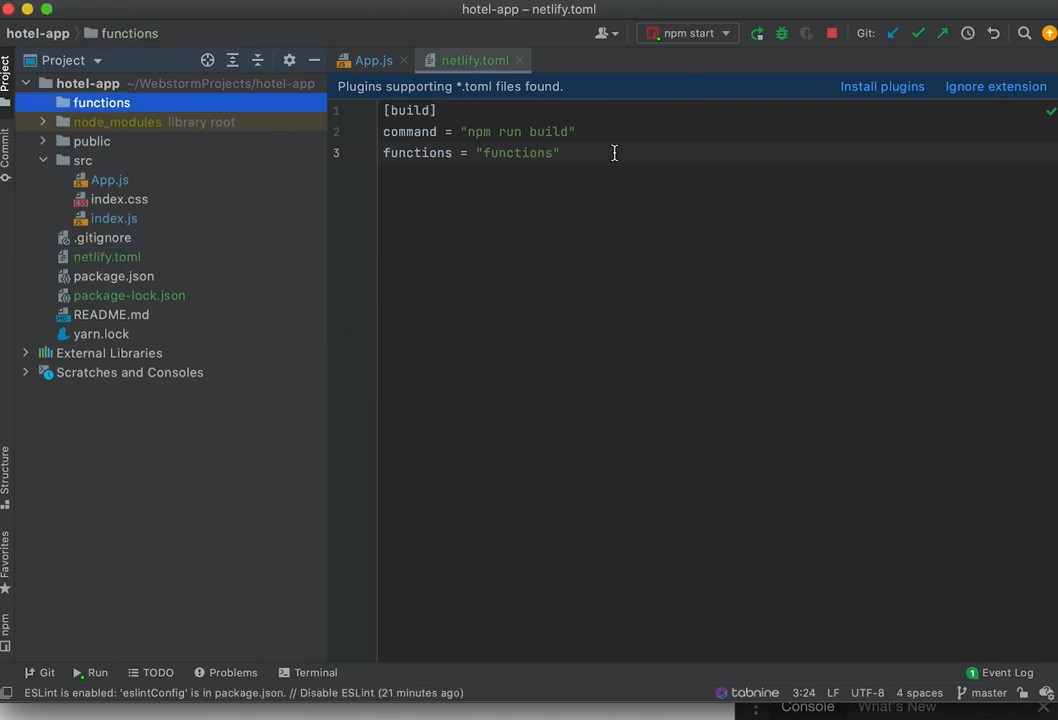 hotel-app – netlify.toml
hotel-app
functions
npm start
Git:
Project
Project
App.js
netlify.toml
Plugins supporting *.toml files found.
Install plugins
Ignore extension
hotel-app ~/WebstormProjects/hotel-app
functions
node_modules library root
public
src
App.js
index.css
index.js
.gitignore
netlify.toml
package.json
package-lock.json
README.md
yarn.lock
External Libraries
Scratches and Consoles
1 [build]
2 command = "npm run build"
3 functions = "functions"
Commit
Structure
Favorites
npm
Git
Run
TODO
Problems
Terminal
1 Event Log
ESLint is enabled: 'eslintConfig' is in package.json. // Disable ESLint (21 minutes ago)
tabnine
3:24
LF
UTF-8
4 spaces
master
Console
What's New